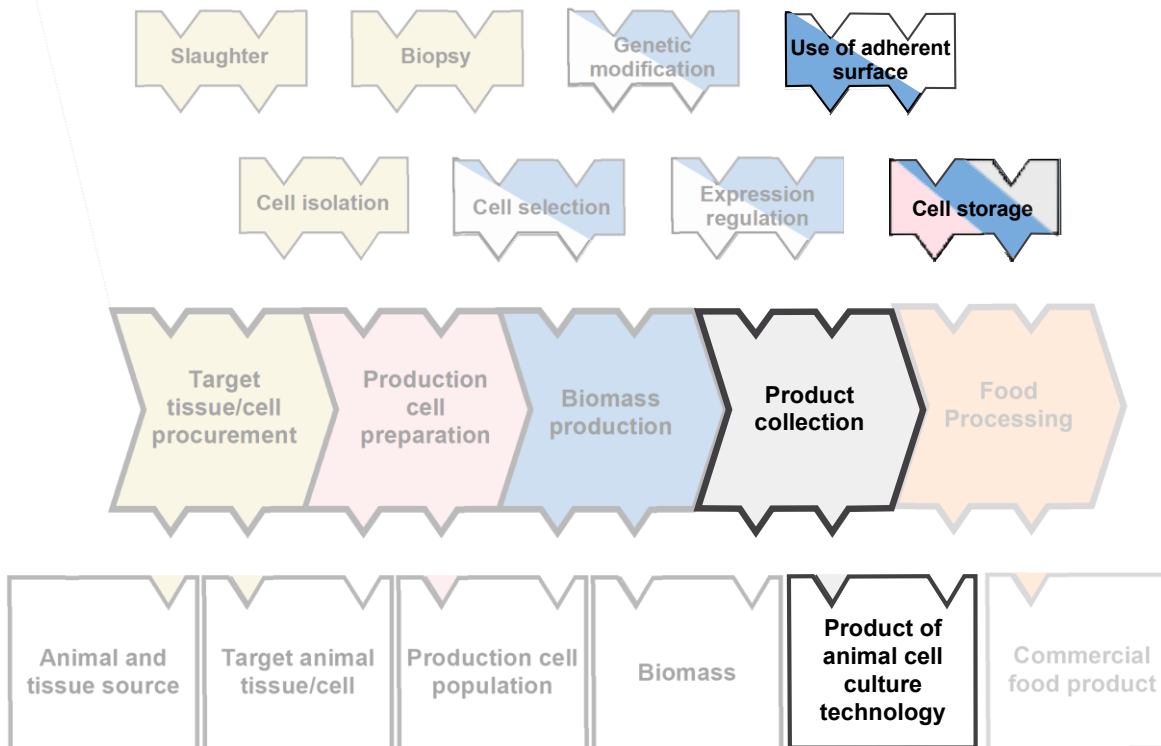 Slaughter
Biopsy
Genetic
modification
Use of adherent
surface
Cell isolation
Cell selection
Expression
regulation
Cell storage
Target
tissue/cell
procurement
Production
cell
preparation
Biomass
production
Product
collection
Food
Processing
Animal and
tissue source
Target animal
tissue/cell
Production cell
population
Biomass
Product of
animal cell
culture
technology
Commercial
food product